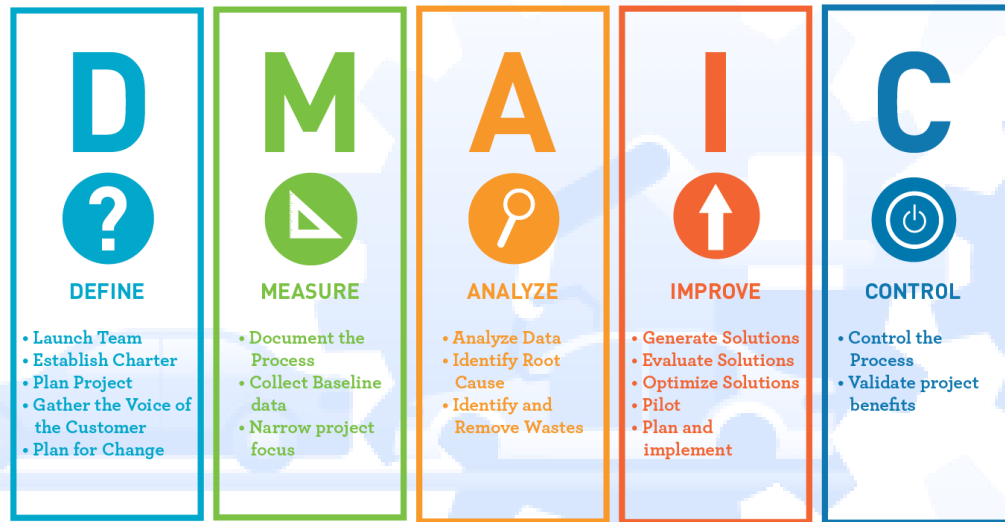 D
?
DEFINE
• Launch Team
• Establish Charter
• Plan Project
• Gather the Voice of
the Customer
• Plan for Change
M
MEASURE
• Document the
Process
• Collect Baseline
data
• Narrow project
focus
A
ANALYZE
• Analyze Data
• Identify Root
Cause
• Identify and
Remove Wastes
I
IMPROVE
• Generate Solutions
• Evaluate Solutions
• Optimize Solutions
• Pilot
• Plan and
implement
C
CONTROL
• Control the
Process
• Validate project
benefits